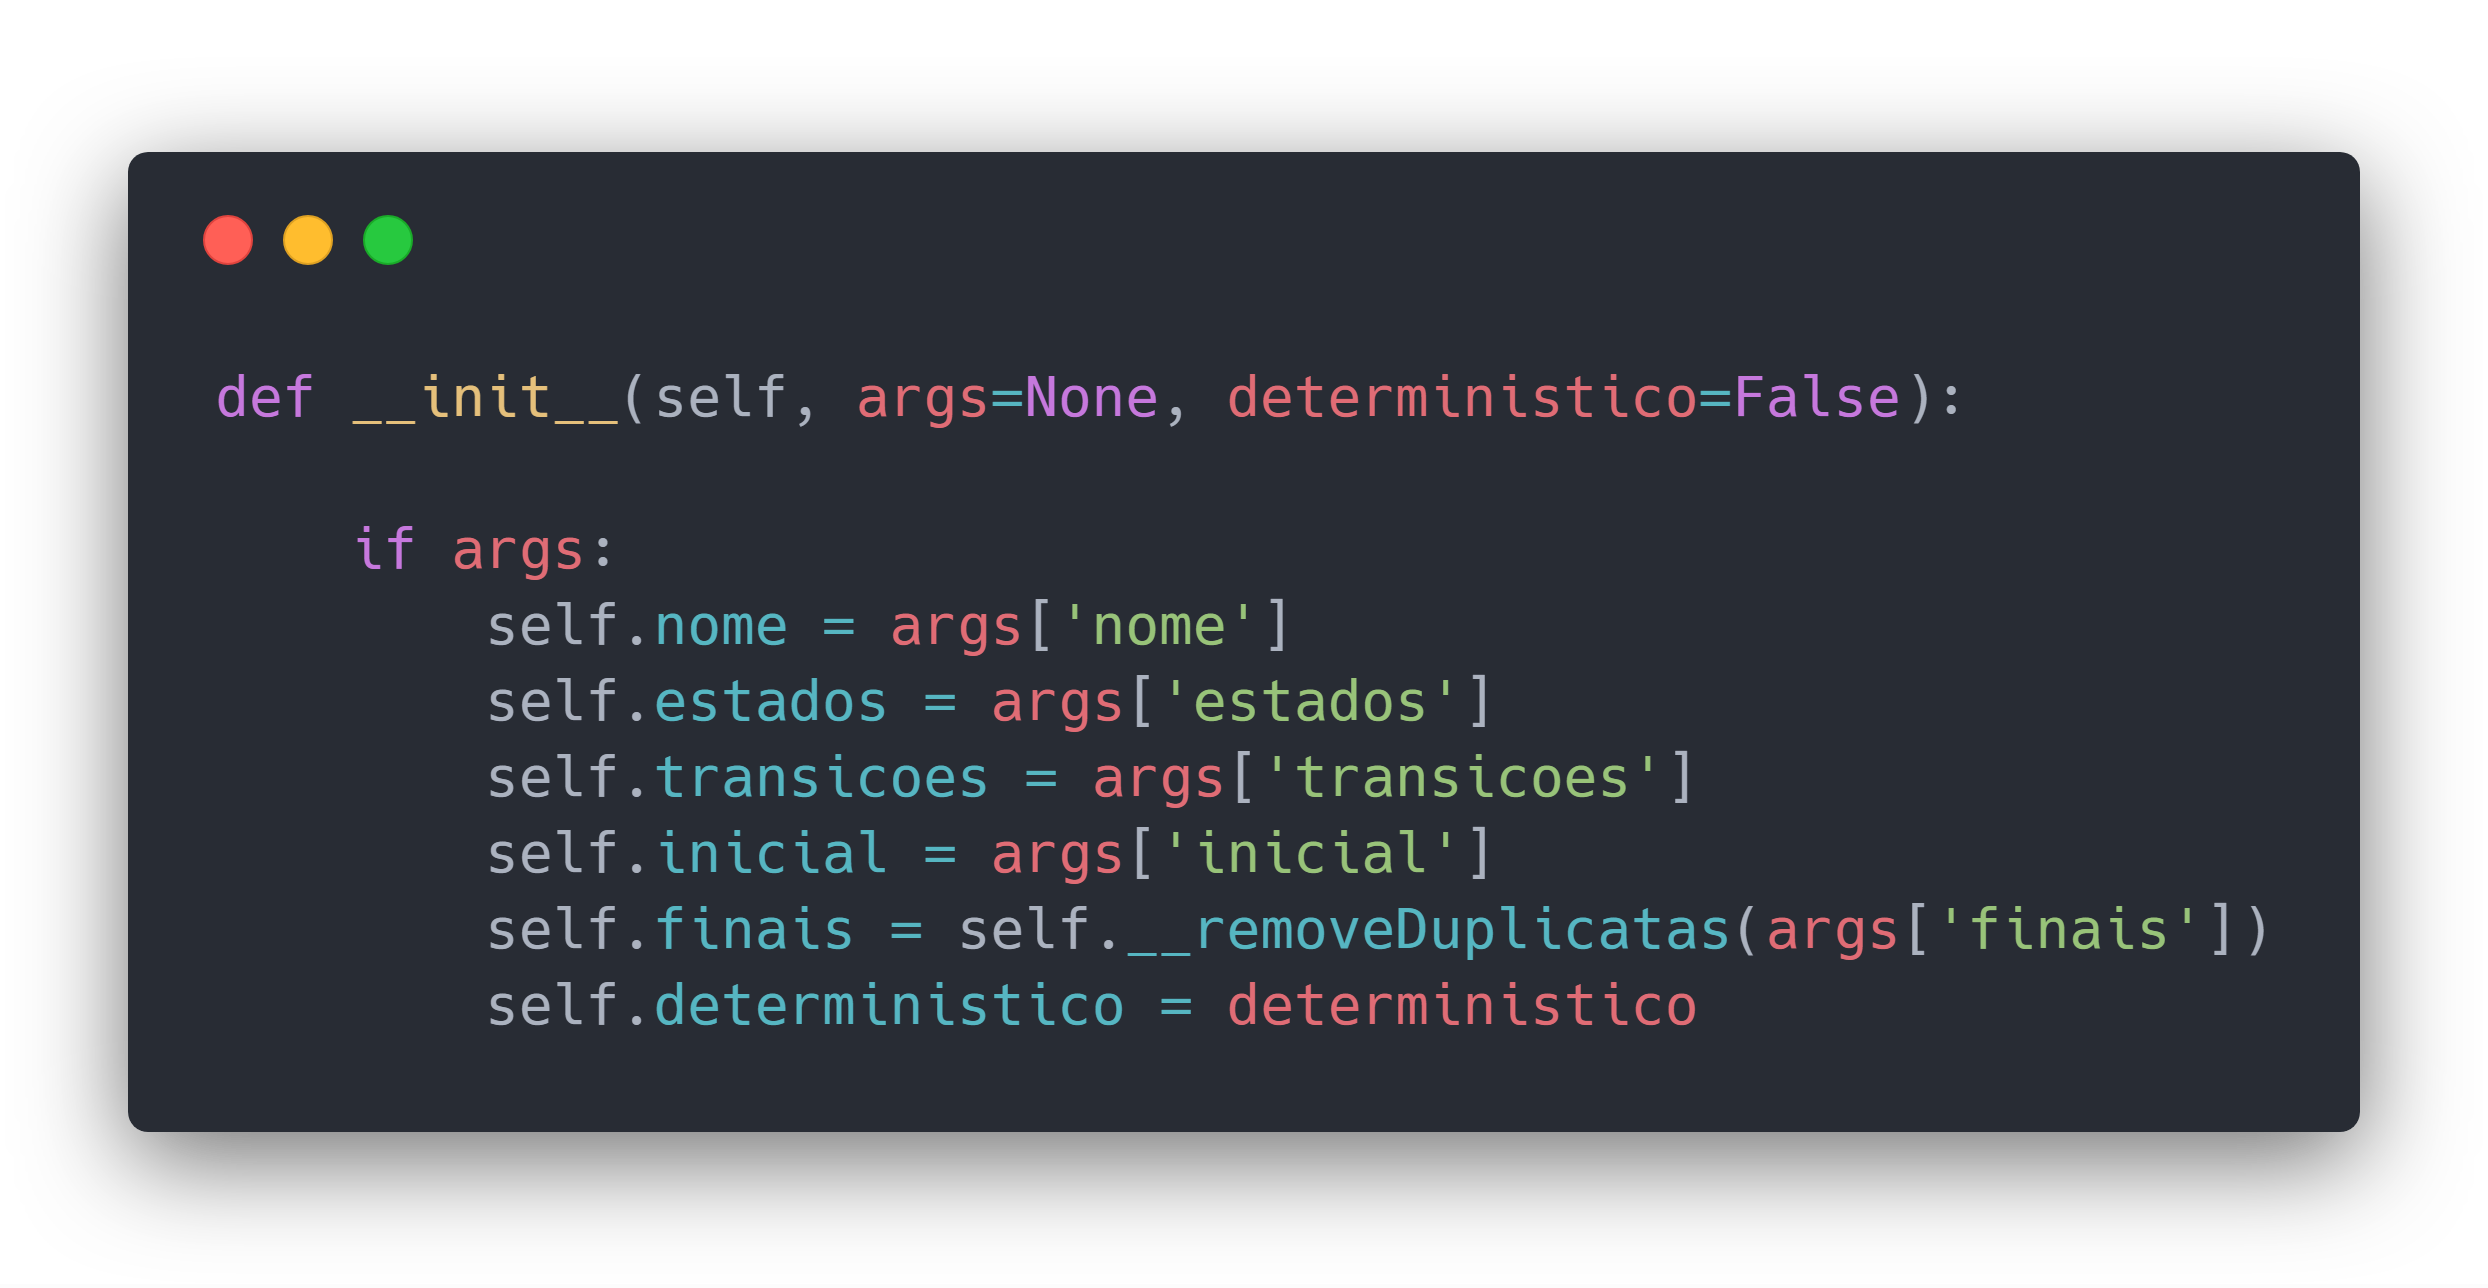 def __init__(self, args=None, deterministico=False):
    if args:
        self.nome = args['nome']
        self.estados = args['estados']
        self.transicoes = args['transicoes']
        self.inicial = args['inicial']
        self.finais = self.__removeDuplicatas(args['finais'])
        self.deterministico = deterministico